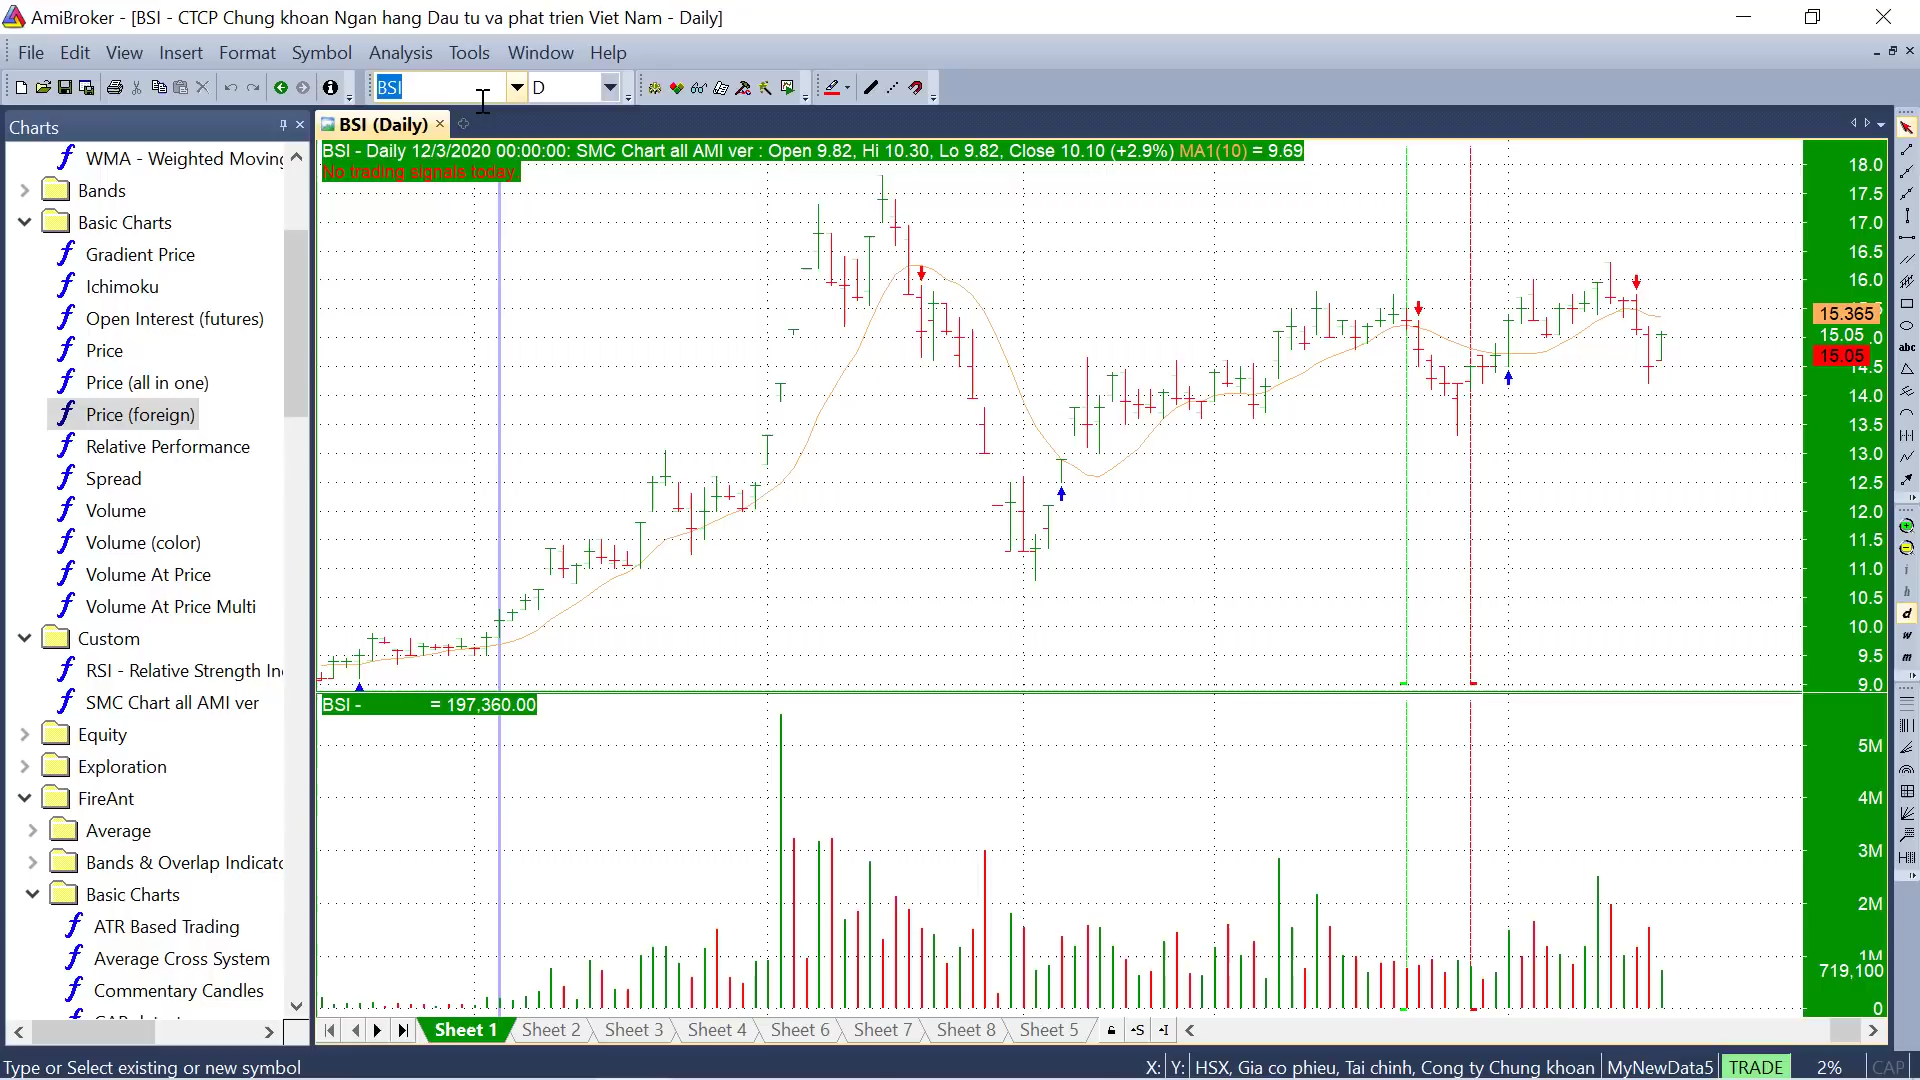 AmiBroker - [BSI - CTCP Chung khoan Ngan hang Dau tu va phat trien Viet Nam - Daily]
File Edit View Insert Format Symbol Analysis Tools Window Help
BSI D
Charts
BSI (Daily)
WMA - Weighted Moving
Bands
Basic Charts
Gradient Price
Ichimoku
Open Interest (futures)
Price
Price (all in one)
Price (foreign)
Relative Performance
Spread
Volume
Volume (color)
Volume At Price
Volume At Price Multi
Custom
RSI - Relative Strength In
SMC Chart all AMI ver
Equity
Exploration
FireAnt
Average
Bands & Overlap Indicato
Basic Charts
ATR Based Trading
Average Cross System
Commentary Candles
BSI - Daily 12/3/2020 00:00:00: SMC Chart all AMI ver : Open 9.82, Hi 10.30, Lo 9.82, Close 10.10 (+2.9%) MA1(10) = 9.69
No trading signals today.
18.0
17.5
17.0
16.5
16.0
15.365
15.05
15.05
14.5
14.0
13.5
13.0
12.5
12.0
11.5
11.0
10.5
10.0
9.5
9.0
BSI - = 197,360.00
5M
4M
3M
2M
1M
719,100
0
abc
i
h
d
w
m
Sheet 1 Sheet 2 Sheet 3 Sheet 4 Sheet 6 Sheet 7 Sheet 8 Sheet 5
Type or Select existing or new symbol
X: Y: HSX, Gia co phieu, Tai chinh, Cong ty Chung khoan MyNewData5 TRADE 2% CAP